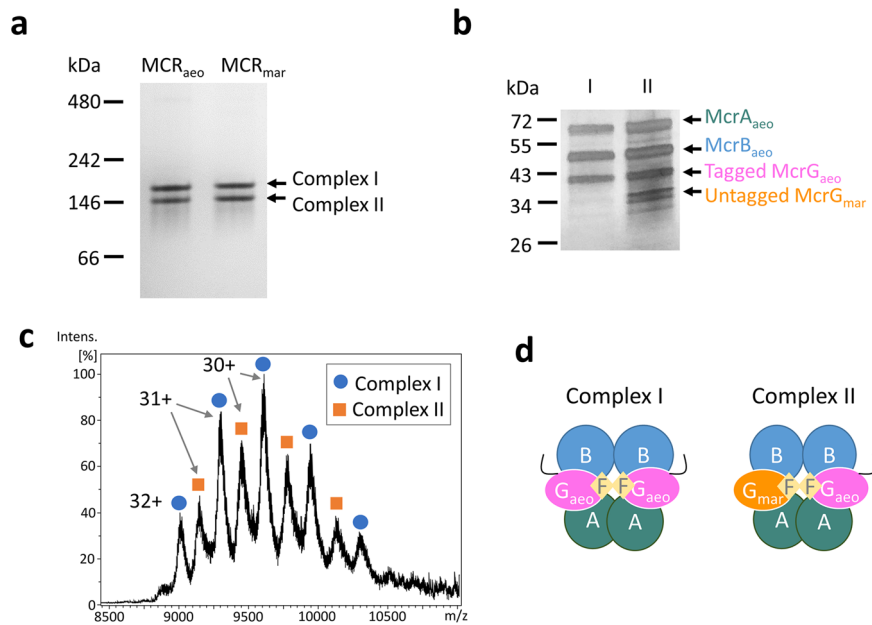 a
kDa
MCRaeo MCRmar
480
242
146
66
Complex I
Complex II
b
kDa
I II
72
55
43
34
26
McrAaeo
McrBaeo
Tagged McrGaeo
Untagged McrGmar
c
Intens.
[%]
100
80
60
40
20
0
30+
31+
32+
Complex I
Complex II
8500 9000 9500 10000 10500 m/z
d
Complex I Complex II
B B B B
Gaeo F F Gaeo Gmar F F Gaeo
A A A A